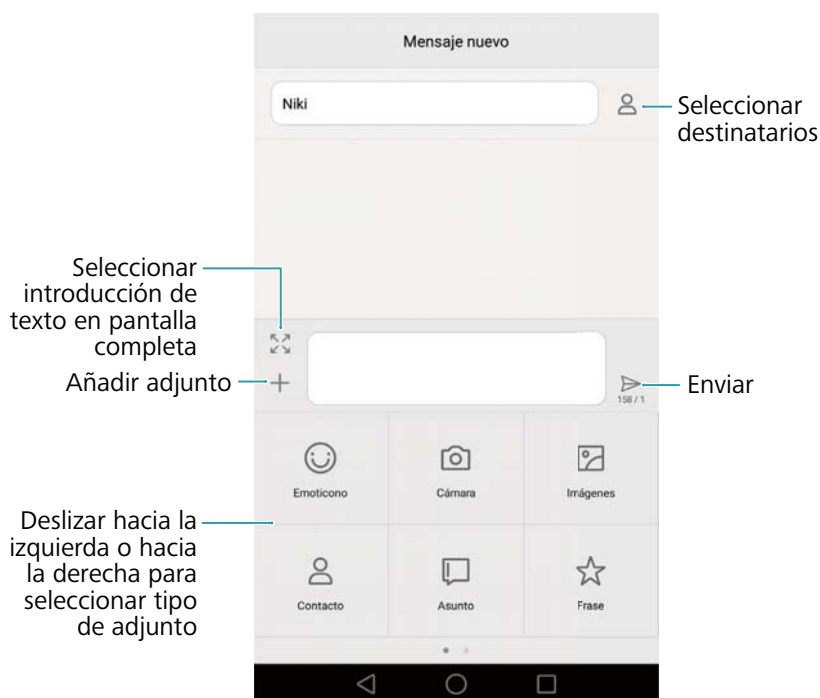 Mensaje nuevo
Niki
Seleccionar
destinatarios
Seleccionar
introducción de
texto en pantalla
completa
Añadir adjunto
Enviar
158 / 1
Emoticono
Cámara
Imágenes
Deslizar hacia la
izquierda o hacia
la derecha para
seleccionar tipo
de adjunto
Contacto
Asunto
Frase